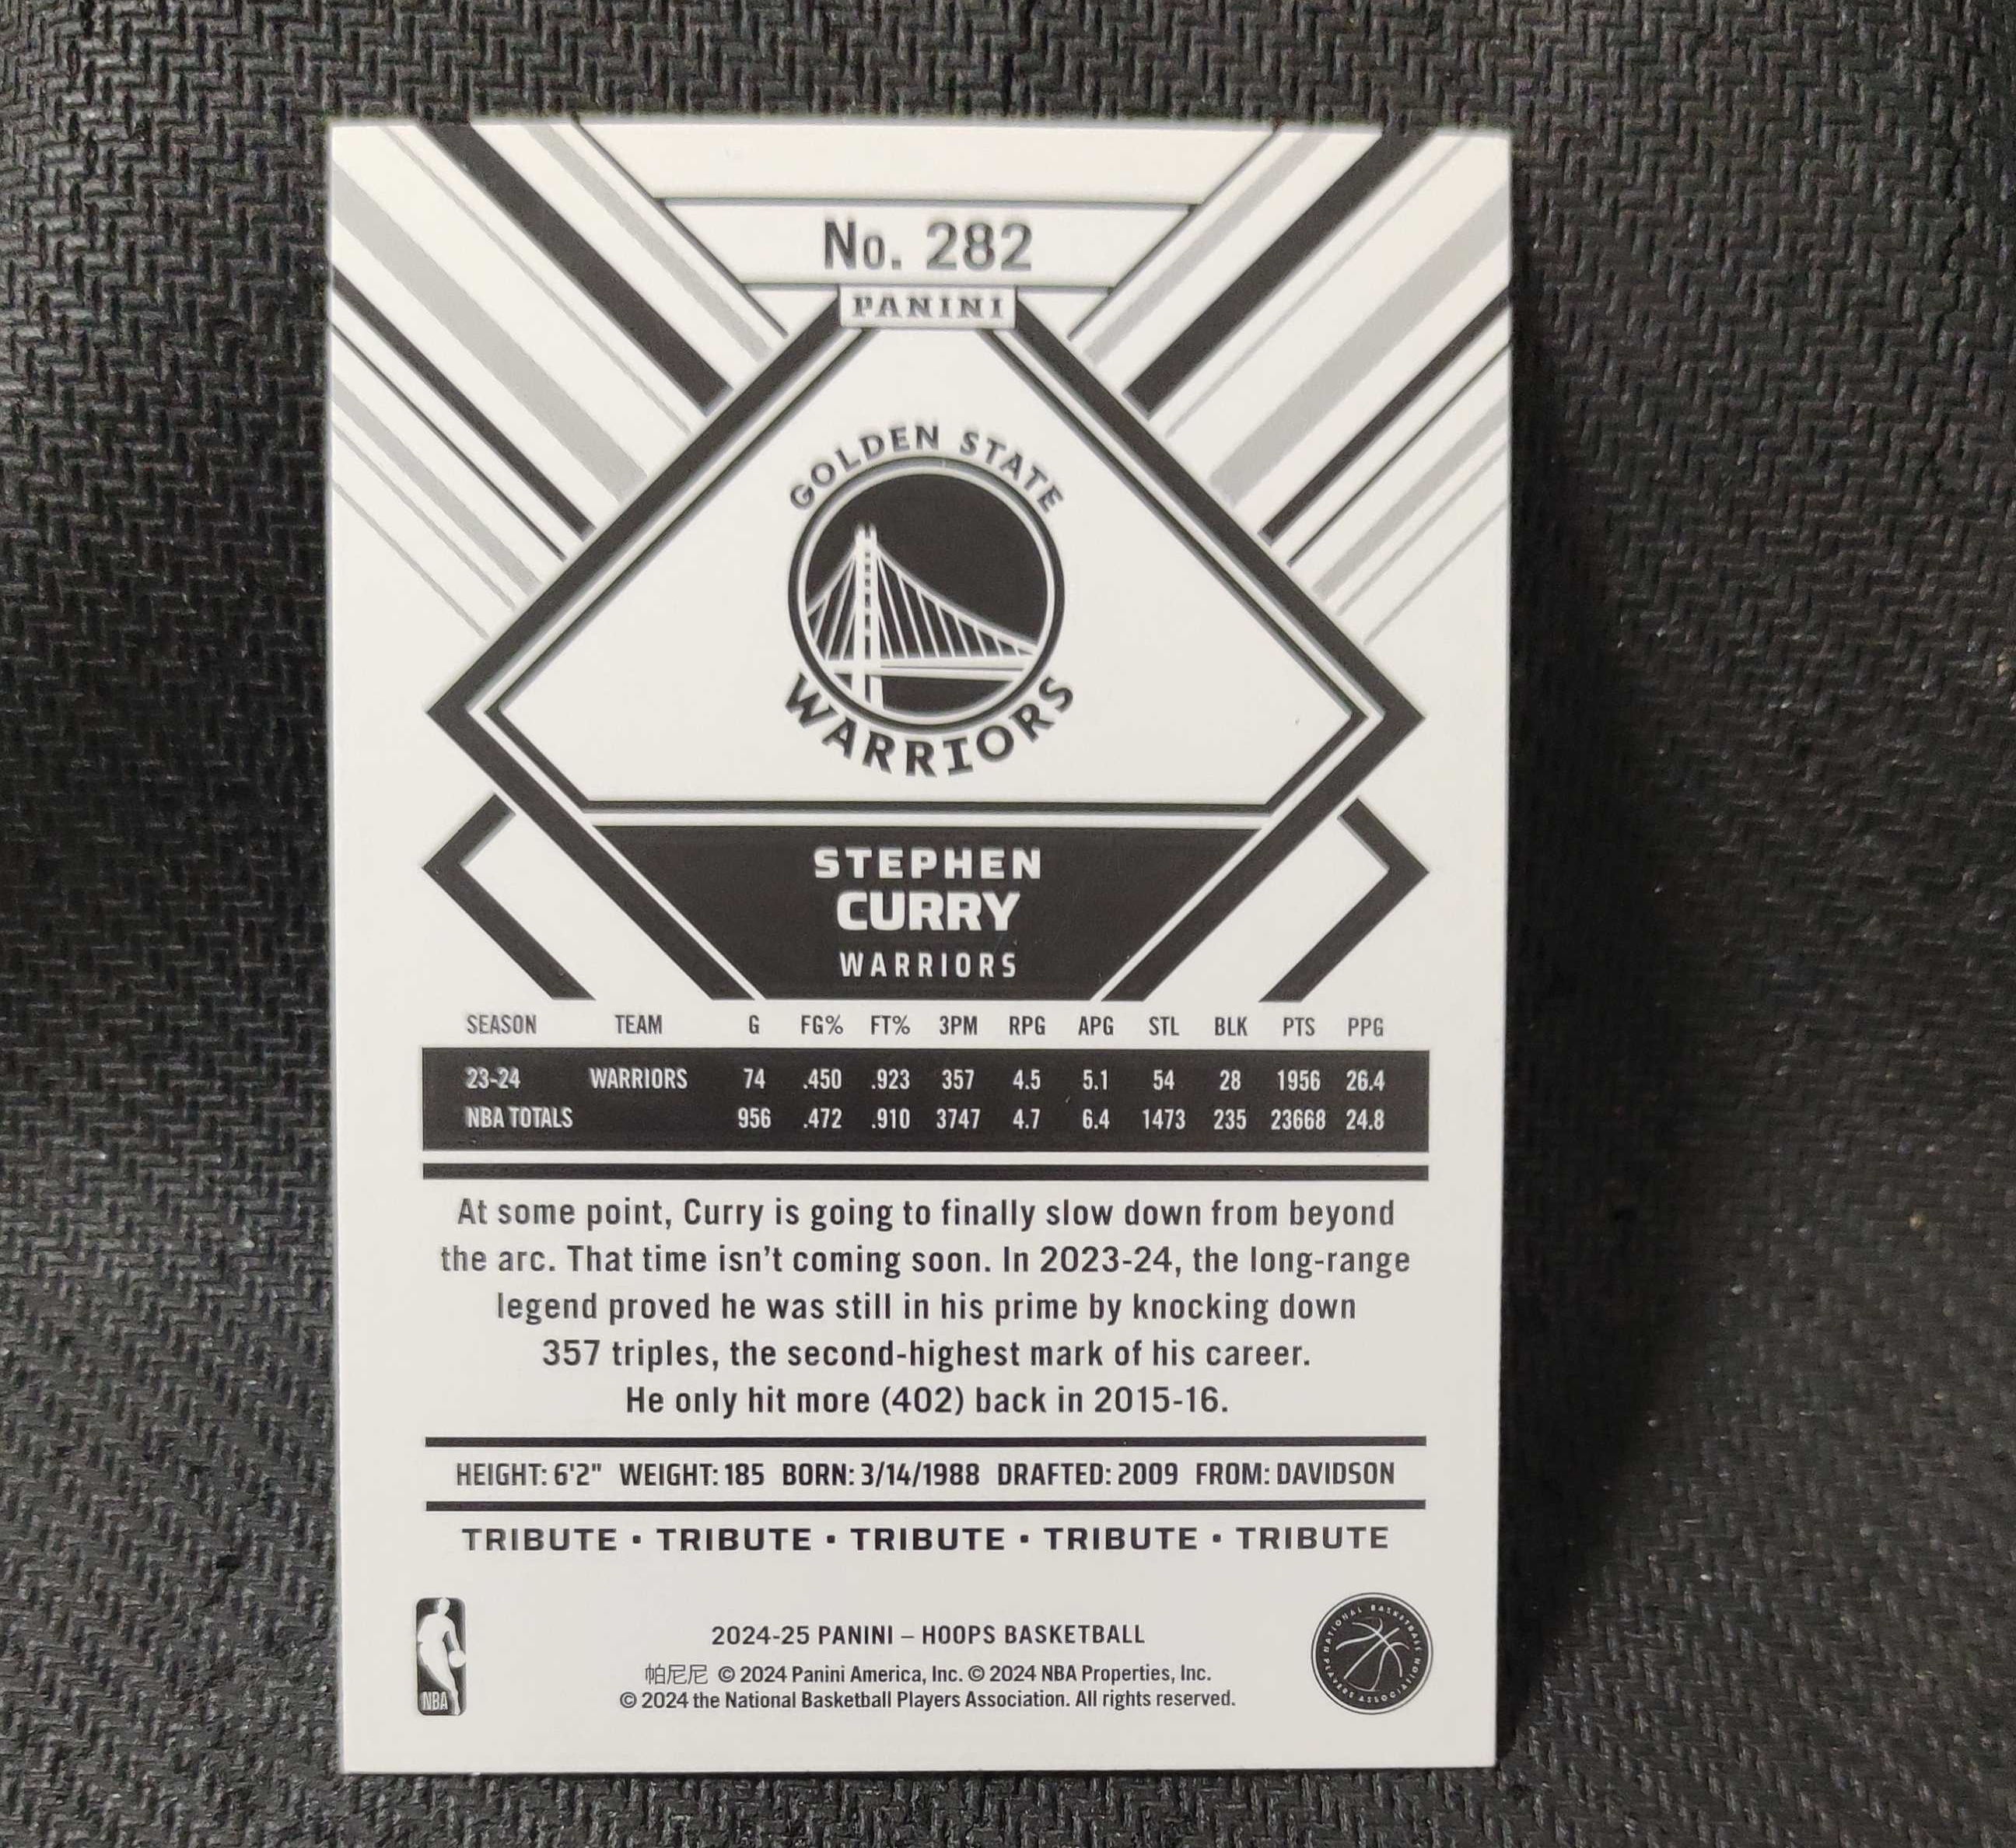 No. 282
PANINI
GOLDEN STATE
WARRIORS
STEPHEN
CURRY
WARRIORS
SEASON TEAM G FG% FT% 3PM RPG APG STL BLK PTS PPG
23-24 WARRIORS 74 .450 .923 357 4.5 5.1 54 28 1956 26.4
NBA TOTALS 956 .472 .910 3747 4.7 6.4 1473 235 23668 24.8
At some point, Curry is going to finally slow down from beyond
the arc. That time isn't coming soon. In 2023-24, the long-range
legend proved he was still in his prime by knocking down
357 triples, the second-highest mark of his career.
He only hit more (402) back in 2015-16.
HEIGHT: 6'2" WEIGHT: 185 BORN: 3/14/1988 DRAFTED: 2009 FROM: DAVIDSON
TRIBUTE • TRIBUTE • TRIBUTE • TRIBUTE • TRIBUTE
NBA
2024-25 PANINI – HOOPS BASKETBALL
帕尼尼 © 2024 Panini America, Inc. © 2024 NBA Properties, Inc.
© 2024 the National Basketball Players Association. All rights reserved.
NATIONAL BASKETBALL PLAYERS ASSOCIATION